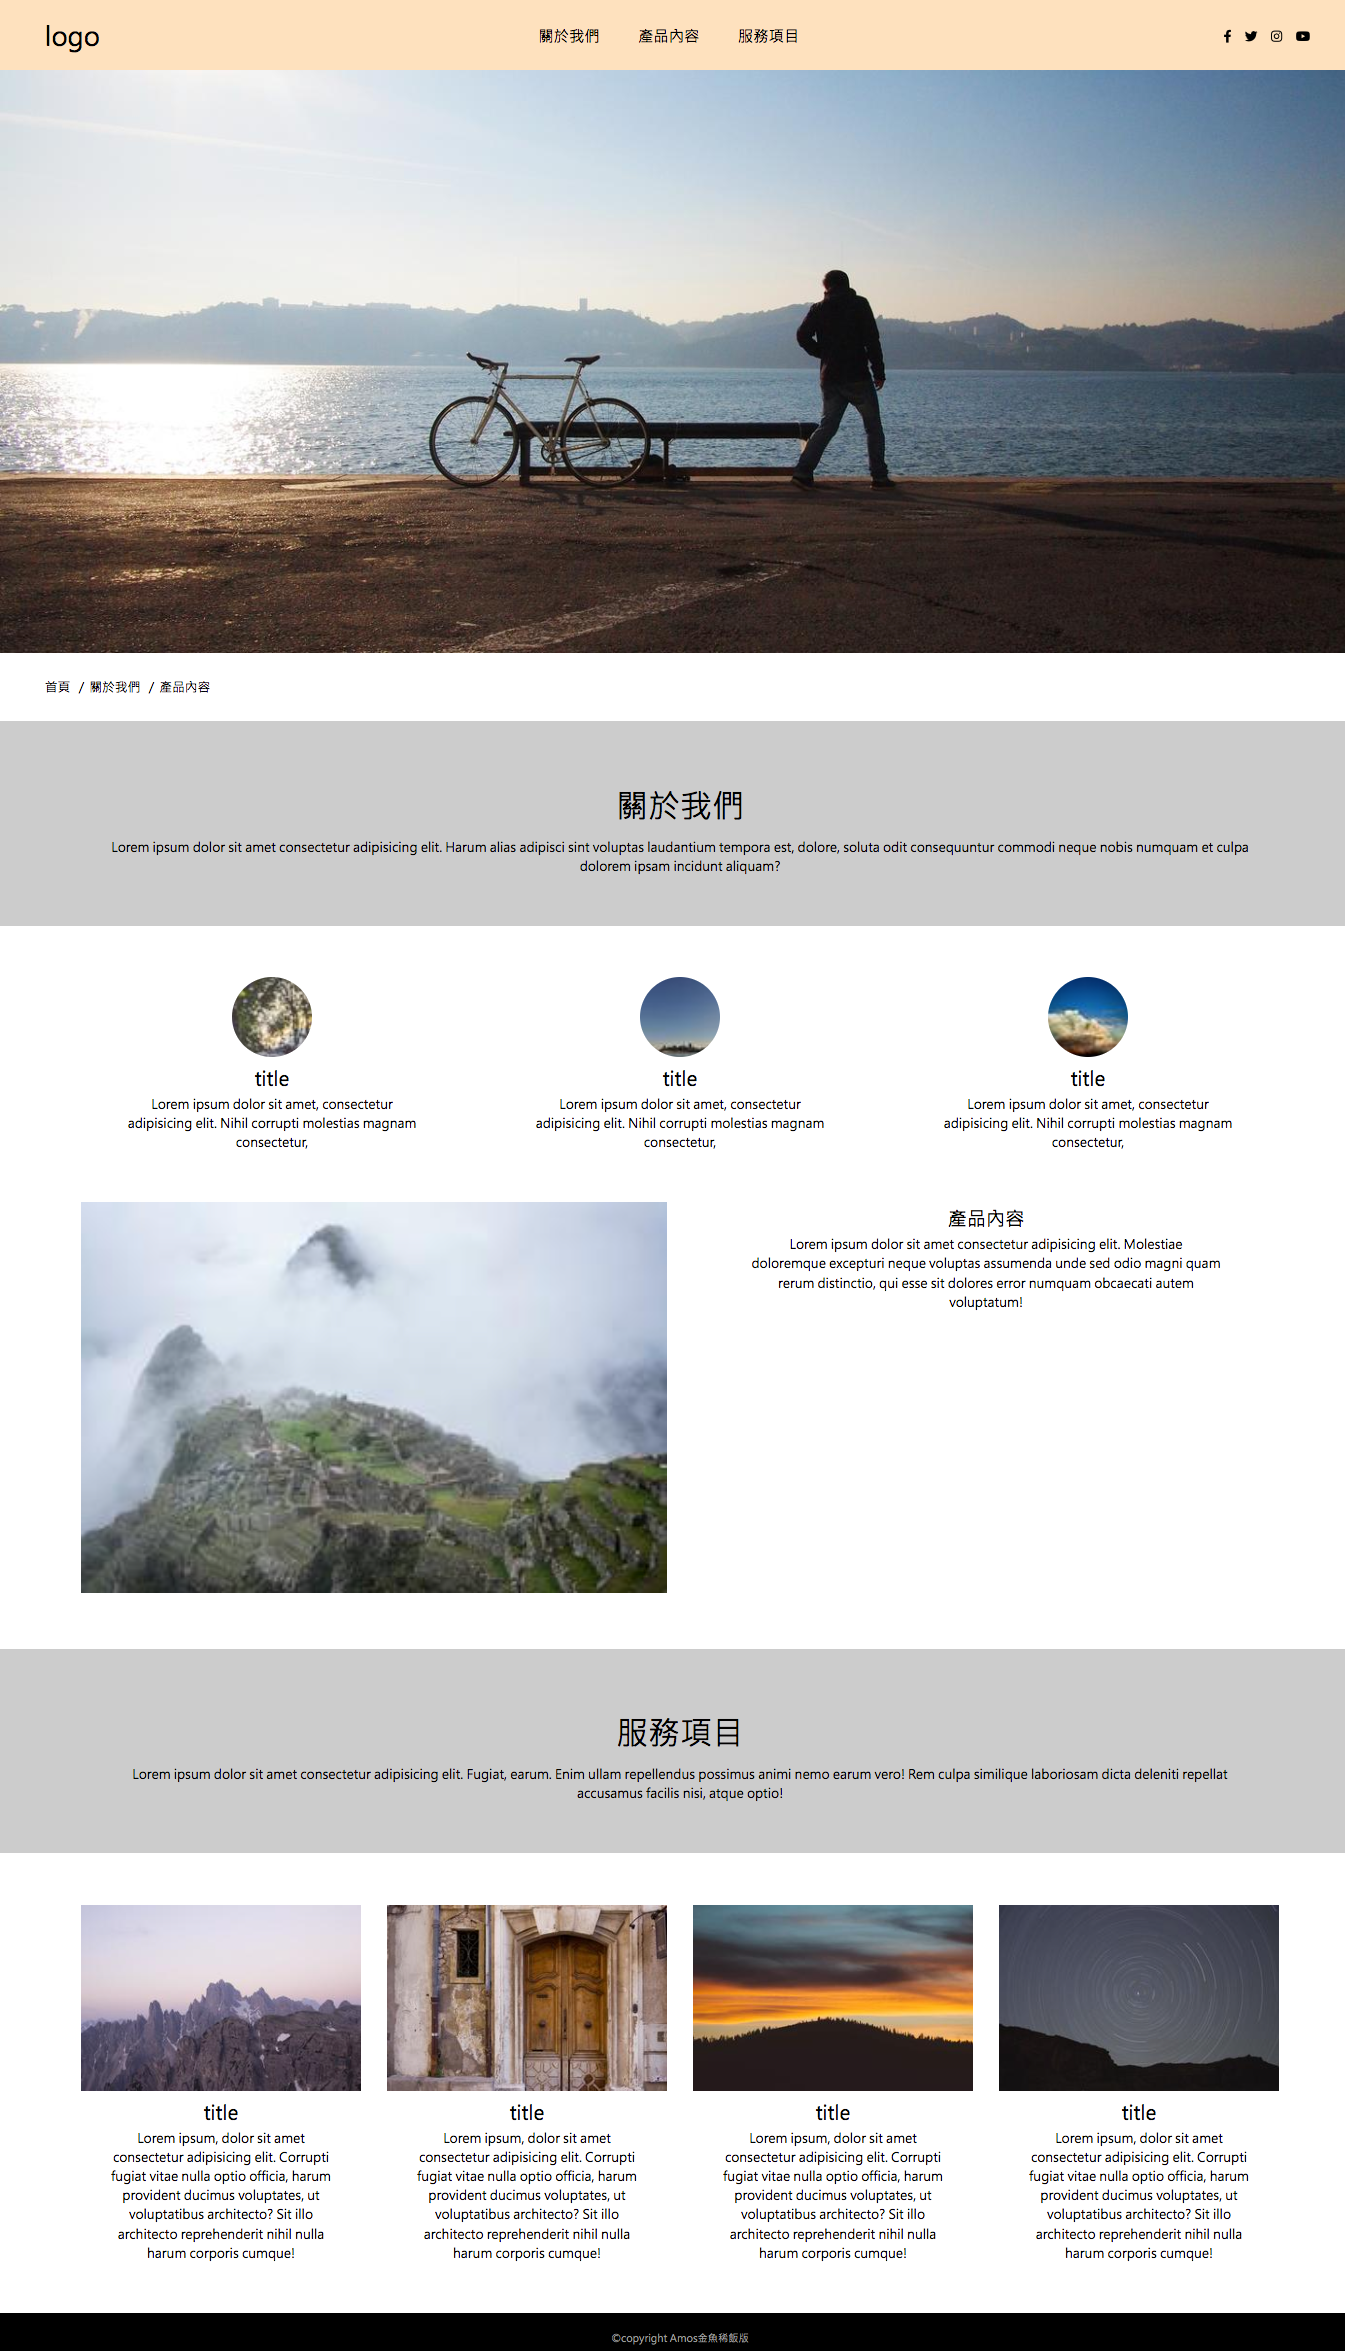 logo
關於我們 產品內容 服務項目
首頁 / 關於我們 / 產品內容
關於我們
Lorem ipsum dolor sit amet consectetur adipisicing elit. Harum alias adipisci sint voluptas laudantium tempora est, dolore, soluta odit consequuntur commodi neque nobis numquam et culpa
dolorem ipsam incidunt aliquam?
title
Lorem ipsum dolor sit amet, consectetur
adipisicing elit. Nihil corrupti molestias magnam
consectetur,
title
Lorem ipsum dolor sit amet, consectetur
adipisicing elit. Nihil corrupti molestias magnam
consectetur,
title
Lorem ipsum dolor sit amet, consectetur
adipisicing elit. Nihil corrupti molestias magnam
consectetur,
產品內容
Lorem ipsum dolor sit amet consectetur adipisicing elit. Molestiae
doloremque excepturi neque voluptas assumenda unde sed odio magni quam
rerum distinctio, qui esse sit dolores error numquam obcaecati autem
voluptatum!
服務項目
Lorem ipsum dolor sit amet consectetur adipisicing elit. Fugiat, earum. Enim ullam repellendus possimus animi nemo earum vero! Rem culpa similique laboriosam dicta deleniti repellat
accusamus facilis nisi, atque optio!
title
Lorem ipsum, dolor sit amet
consectetur adipisicing elit. Corrupti
fugiat vitae nulla optio officia, harum
provident ducimus voluptates, ut
voluptatibus architecto? Sit illo
architecto reprehenderit nihil nulla
harum corporis cumque!
title
Lorem ipsum, dolor sit amet
consectetur adipisicing elit. Corrupti
fugiat vitae nulla optio officia, harum
provident ducimus voluptates, ut
voluptatibus architecto? Sit illo
architecto reprehenderit nihil nulla
harum corporis cumque!
title
Lorem ipsum, dolor sit amet
consectetur adipisicing elit. Corrupti
fugiat vitae nulla optio officia, harum
provident ducimus voluptates, ut
voluptatibus architecto? Sit illo
architecto reprehenderit nihil nulla
harum corporis cumque!
title
Lorem ipsum, dolor sit amet
consectetur adipisicing elit. Corrupti
fugiat vitae nulla optio officia, harum
provident ducimus voluptates, ut
voluptatibus architecto? Sit illo
architecto reprehenderit nihil nulla
harum corporis cumque!
©copyright Amos金魚稀飯版